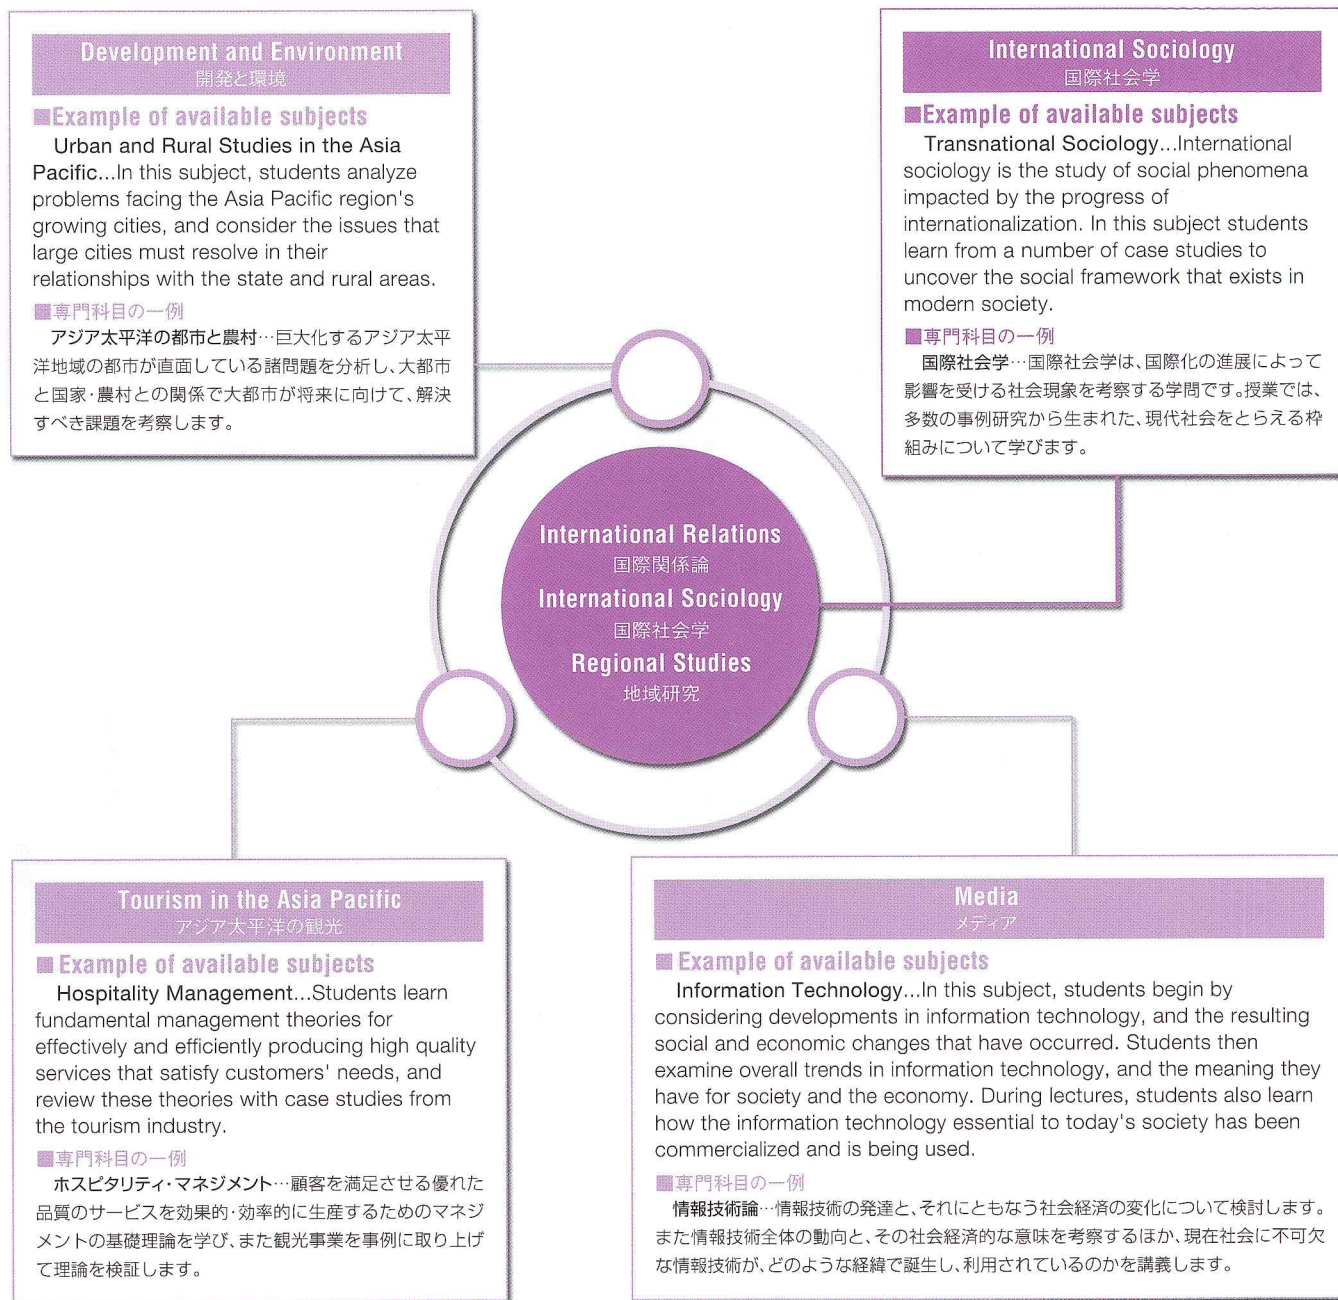 Development and Environment
開発と環境
■Example of available subjects
Urban and Rural Studies in the Asia
Pacific...In this subject, students analyze
problems facing the Asia Pacific region's
growing cities, and consider the issues that
large cities must resolve in their
relationships with the state and rural areas.
■専門科目の一例
アジア太平洋の都市と農村…巨大化するアジア太平
洋地域の都市が直面している諸問題を分析し、大都市
と国家・農村との関係で大都市が将来に向けて、解決
すべき課題を考察します。
International Sociology
国際社会学
■Example of available subjects
Transnational Sociology...International
sociology is the study of social phenomena
impacted by the progress of
internationalization. In this subject students
learn from a number of case studies to
uncover the social framework that exists in
modern society.
■専門科目の一例
国際社会学…国際社会学は、国際化の進展によって
影響を受ける社会現象を考察する学問です。授業では、
多数の事例研究から生まれた、現代社会をとらえる枠
組みについて学びます。
International Relations
国際関係論
International Sociology
国際社会学
Regional Studies
地域研究
Tourism in the Asia Pacific
アジア太平洋の観光
■Example of available subjects
Hospitality Management...Students learn
fundamental management theories for
effectively and efficiently producing high quality
services that satisfy customers' needs, and
review these theories with case studies from
the tourism industry.
■専門科目の一例
ホスピタリティ・マネジメント…顧客を満足させる優れた
品質のサービスを効果的・効率的に生産するためのマネジ
メントの基礎理論を学び、また観光事業を事例に取り上げ
て理論を検証します。
Media
メディア
■Example of available subjects
Information Technology...In this subject, students begin by
considering developments in information technology, and the resulting
social and economic changes that have occurred. Students then
examine overall trends in information technology, and the meaning they
have for society and the economy. During lectures, students also learn
how the information technology essential to today's society has been
commercialized and is being used.
■専門科目の一例
情報技術論…情報技術の発達と、それにともなう社会経済の変化について検討します。
また情報技術全体の動向と、その社会経済的な意味を考察するほか、現在社会に不可欠
な情報技術が、どのような経緯で誕生し、利用されているのかを講義します。